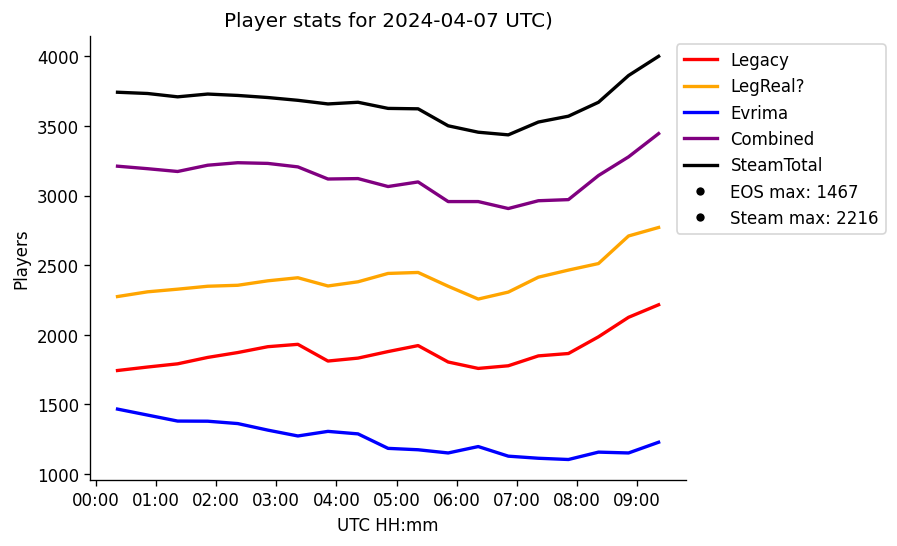 Player stats for 2024-04-07 UTC)
4000
3500
3000
2500
2000
1500
1000
Players
00:00 01:00 02:00 03:00 04:00 05:00 06:00 07:00 08:00 09:00
UTC HH:mm
Legacy
LegReal?
Evrima
Combined
SteamTotal
EOS max: 1467
Steam max: 2216